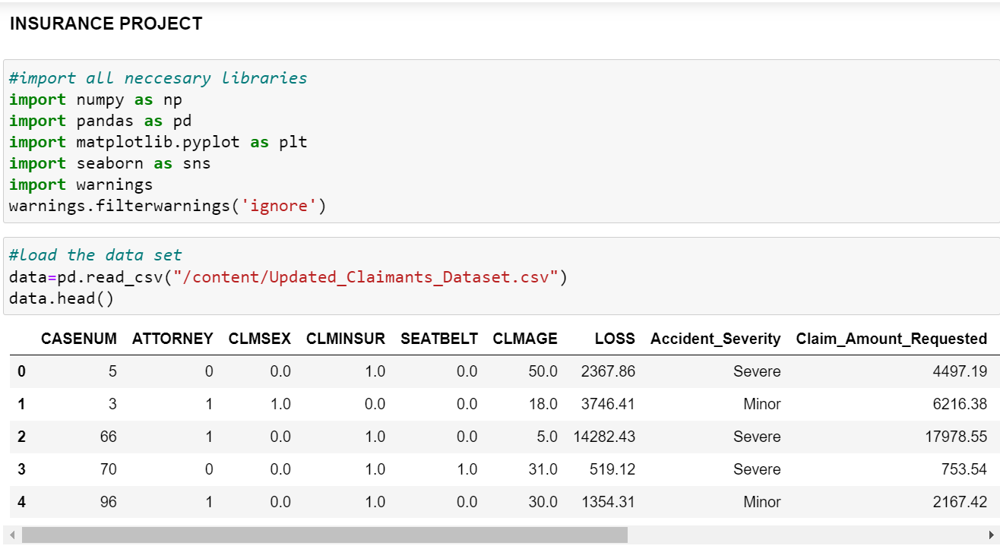 INSURANCE PROJECT
#import all neccesary libraries
import numpy as np
import pandas as pd
import matplotlib.pyplot as plt
import seaborn as sns
import warnings
warnings.filterwarnings('ignore')
#load the data set
data=pd.read_csv("/content/Updated_Claimants_Dataset.csv")
data.head()
CASENUM ATTORNEY CLMSEX CLMINSUR SEATBELT CLMAGE LOSS Accident_Severity Claim_Amount_Requested
0 5 0 0.0 1.0 0.0 50.0 2367.86 Severe 4497.19
1 3 1 1.0 0.0 0.0 18.0 3746.41 Minor 6216.38
2 66 1 0.0 1.0 0.0 5.0 14282.43 Severe 17978.55
3 70 0 0.0 1.0 1.0 31.0 519.12 Severe 753.54
4 96 1 0.0 1.0 0.0 30.0 1354.31 Minor 2167.42